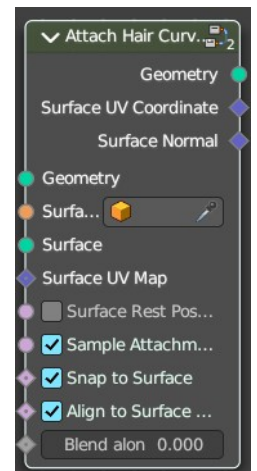 Attach Hair Curv...
2
Geometry
Surface UV Coordinate
Surface Normal
Geometry
Surfa...
Surface
Surface UV Map
Surface Rest Pos...
Sample Attachm...
Snap to Surface
Align to Surface ...
Blend alon 0.000